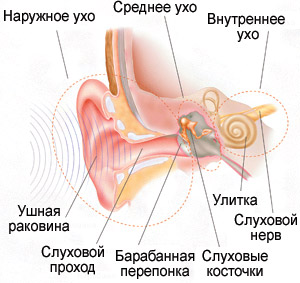 Наружное ухо
Среднее ухо
Внутреннее
ухо
Ушная
раковина
Слуховой
проход
Барабанная
перепонка
Слуховые
косточки
Улитка
Слуховой
нерв